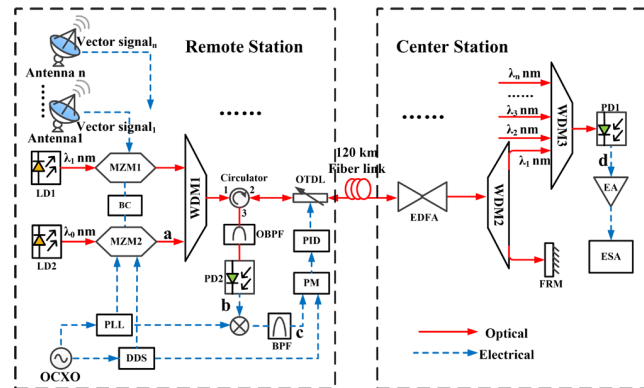 Remote Station
Vector signalₙ
Antenna n
Vector signal₁
Antenna1
λ₁ nm
MZM1
LD1
BC
λ₀ nm
MZM2
a
LD2
WDM1
Circulator
1
2
3
OBPF
PD2
b
OTDL
PID
PM
PLL
DDS
OCXO
BPF
c
120 km
Fiber link
Center Station
EDFA
WDM2
λₙ nm
......
λ₃ nm
λ₂ nm
λ₁ nm
WDM3
PD1
d
EA
ESA
FRM
Optical
Electrical